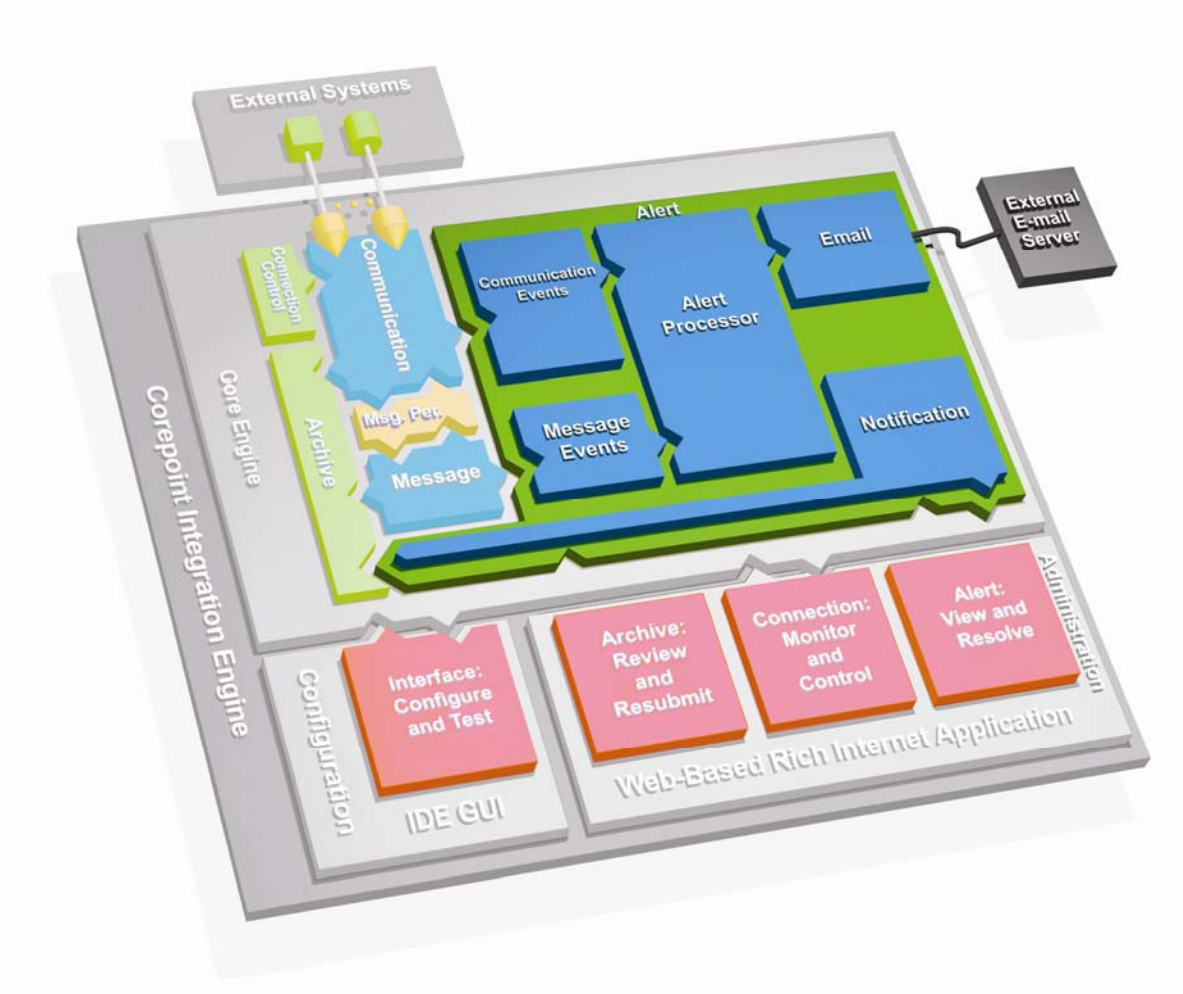 External Systems
External
E-mail
Server
Alert
Connection
Control
Communication
Communication
Events
Alert
Processor
Email
Corepoint Integration Engine
Core Engine
Archive
Msg. Per.
Message
Message
Events
Notification
Configuration
Interface:
Configure
and Test
IDE GUI
Archive:
Review
and
Resubmit
Connection:
Monitor
and
Control
Alert:
View and
Resolve
Administration
Web-Based Rich Internet Application